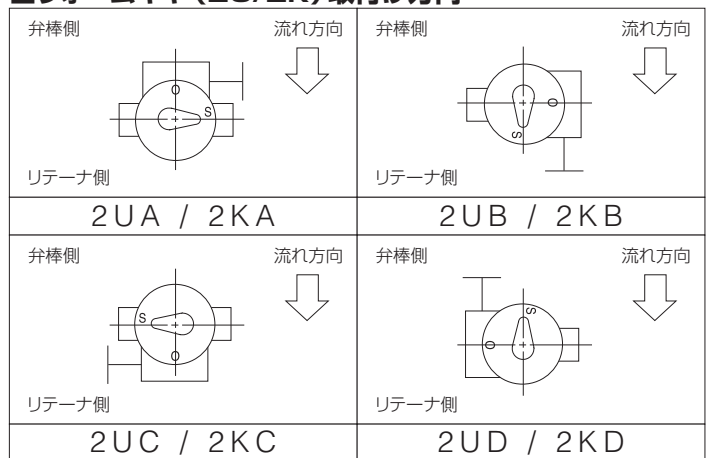 弁棒側 流れ方向
O
S
リテーナ側
2UA / 2KA
弁棒側 流れ方向
O
S
リテーナ側
2UB / 2KB
弁棒側 流れ方向
S
O
リテーナ側
2UC / 2KC
弁棒側 流れ方向
S
O
リテーナ側
2UD / 2KD